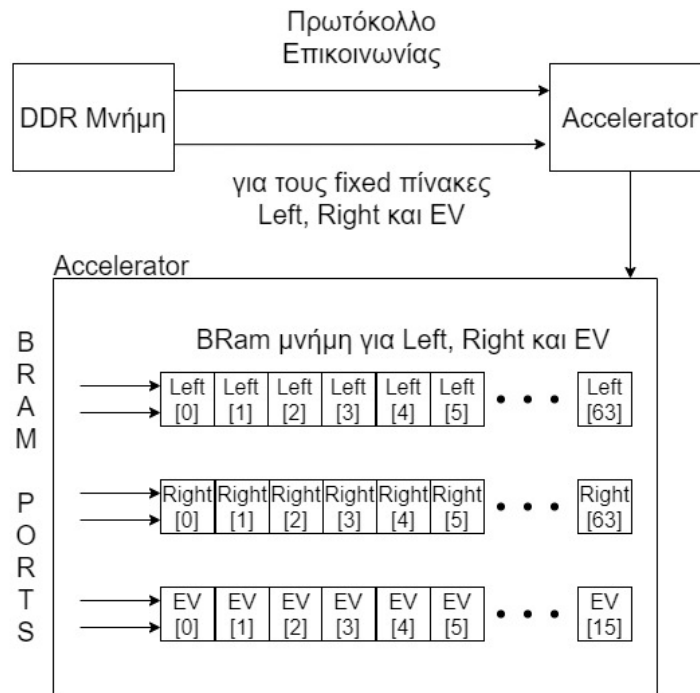 Πρωτόκολλο
Επικοινωνίας
DDR Μνήμη
Accelerator
για τους fixed πίνακες
Left, Right και EV
Accelerator
BRAM PORTS
BRam μνήμη για Left, Right και EV
Left [0] Left [1] Left [2] Left [3] Left [4] Left [5] • • • Left [63]
Right [0] Right [1] Right [2] Right [3] Right [4] Right [5] • • • Right [63]
EV [0] EV [1] EV [2] EV [3] EV [4] EV [5] • • • EV [15]